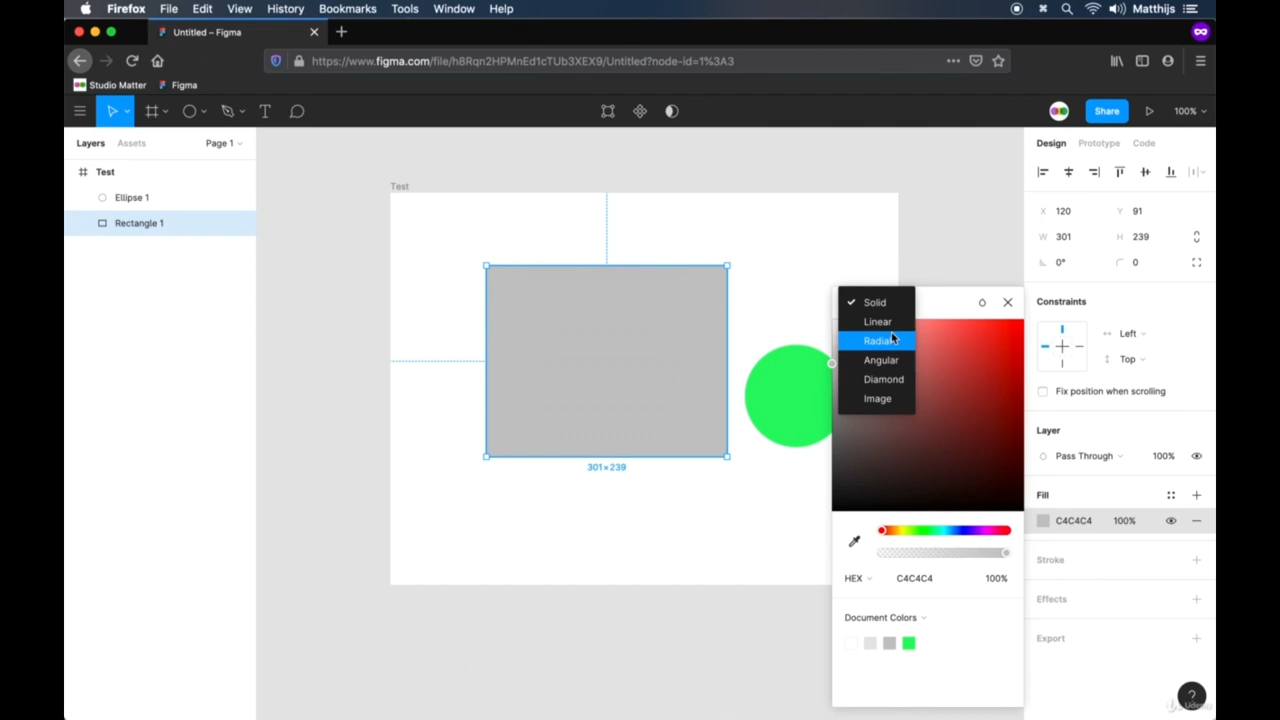 Firefox File Edit View History Bookmarks Tools Window Help Matthijs
Untitled – Figma
https://www.figma.com/file/h8Rqn2HPMnEd1cTUb3XEX9/Untitled?node-id=1%3A3
Studio Matter Figma
Share 100%
Layers Assets Page 1
Design Prototype Code
Test
Ellipse 1
Rectangle 1
Test
301×239
X 120 Y 91
W 301 H 239
0° 0
Constraints
Left
Top
Fix position when scrolling
Layer
Pass Through 100%
Fill
C4C4C4 100%
Stroke
Effects
Export
Solid
Linear
Radial
Angular
Diamond
Image
HEX C4C4C4 100%
Document Colors
?
Udemy